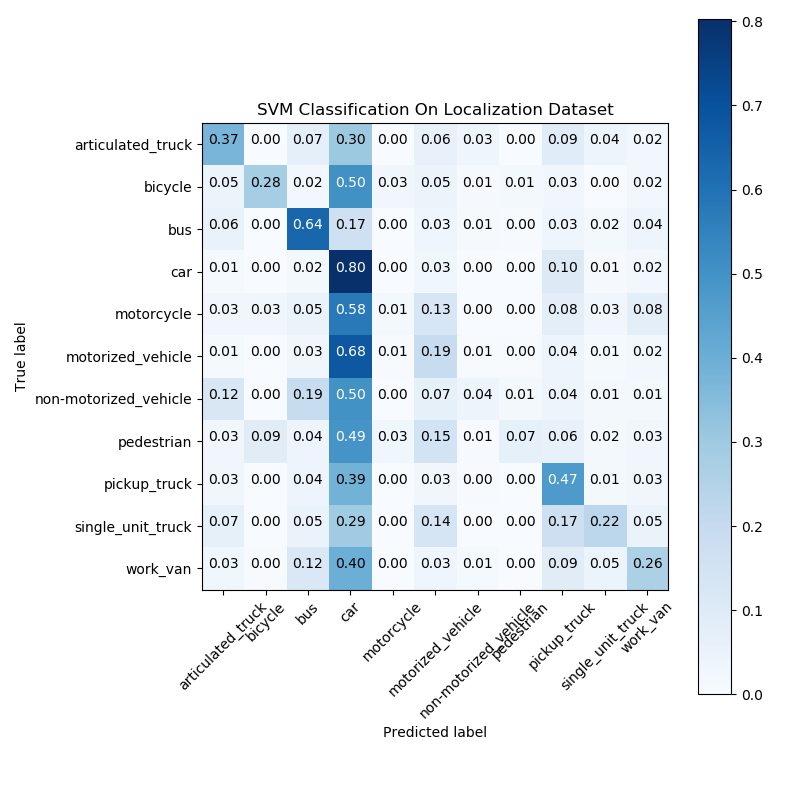 SVM Classification On Localization Dataset
True label
articulated_truck 0.37 0.00 0.07 0.30 0.00 0.06 0.03 0.00 0.09 0.04 0.02
bicycle 0.05 0.28 0.02 0.50 0.03 0.05 0.01 0.01 0.03 0.00 0.02
bus 0.06 0.00 0.64 0.17 0.00 0.03 0.01 0.00 0.03 0.02 0.04
car 0.01 0.00 0.02 0.80 0.00 0.03 0.00 0.00 0.10 0.01 0.02
motorcycle 0.03 0.03 0.05 0.58 0.01 0.13 0.00 0.00 0.08 0.03 0.08
motorized_vehicle 0.01 0.00 0.03 0.68 0.01 0.19 0.01 0.00 0.04 0.01 0.02
non-motorized_vehicle 0.12 0.00 0.19 0.50 0.00 0.07 0.04 0.01 0.04 0.01 0.01
pedestrian 0.03 0.09 0.04 0.49 0.03 0.15 0.01 0.07 0.06 0.02 0.03
pickup_truck 0.03 0.00 0.04 0.39 0.00 0.03 0.00 0.00 0.47 0.01 0.03
single_unit_truck 0.07 0.00 0.05 0.29 0.00 0.14 0.00 0.00 0.17 0.22 0.05
work_van 0.03 0.00 0.12 0.40 0.00 0.03 0.01 0.00 0.09 0.05 0.26
articulated_truck
bicycle
bus
car
motorcycle
motorized_vehicle
non-motorized_vehicle
pedestrian
pickup_truck
single_unit_truck
work_van
Predicted label
0.8
0.7
0.6
0.5
0.4
0.3
0.2
0.1
0.0